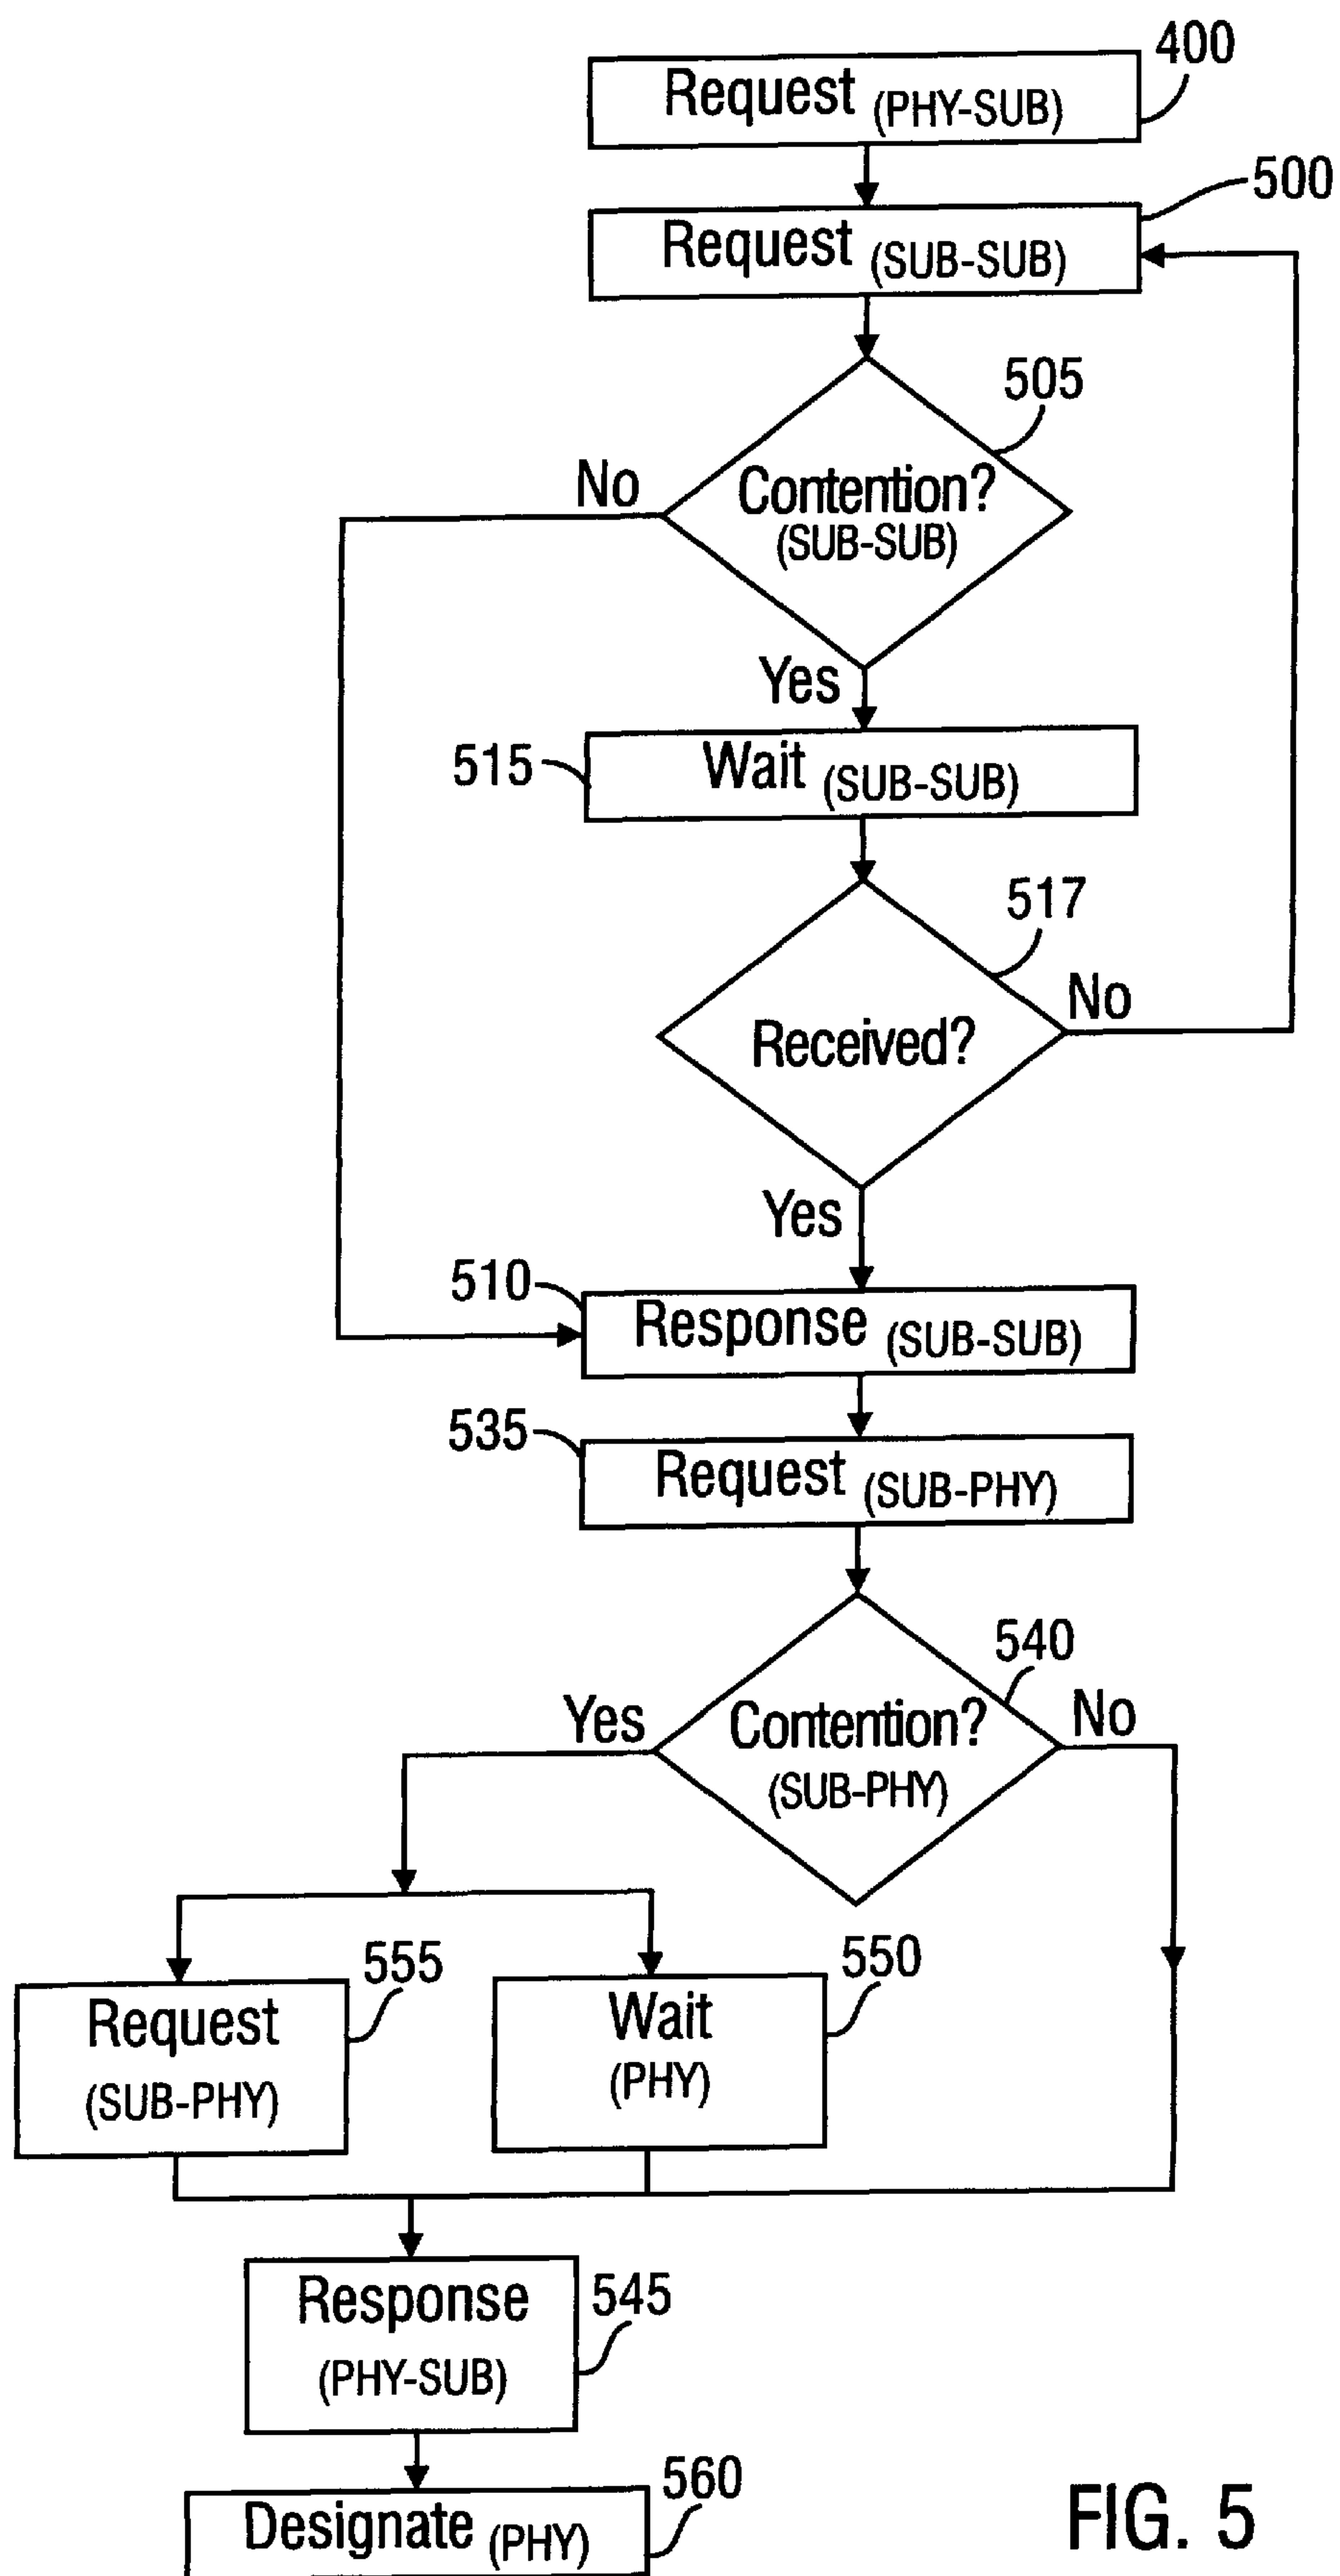 400
Request (PHY-SUB)
500
Request (SUB-SUB)
505
No
Contention?
(SUB-SUB)
Yes
515
Wait (SUB-SUB)
517
No
Received?
Yes
510
Response (SUB-SUB)
535
Request (SUB-PHY)
540
Yes
Contention?
(SUB-PHY)
No
555
Request
(SUB-PHY)
550
Wait
(PHY)
Response
(PHY-SUB)
545
560
Designate (PHY)
FIG. 5